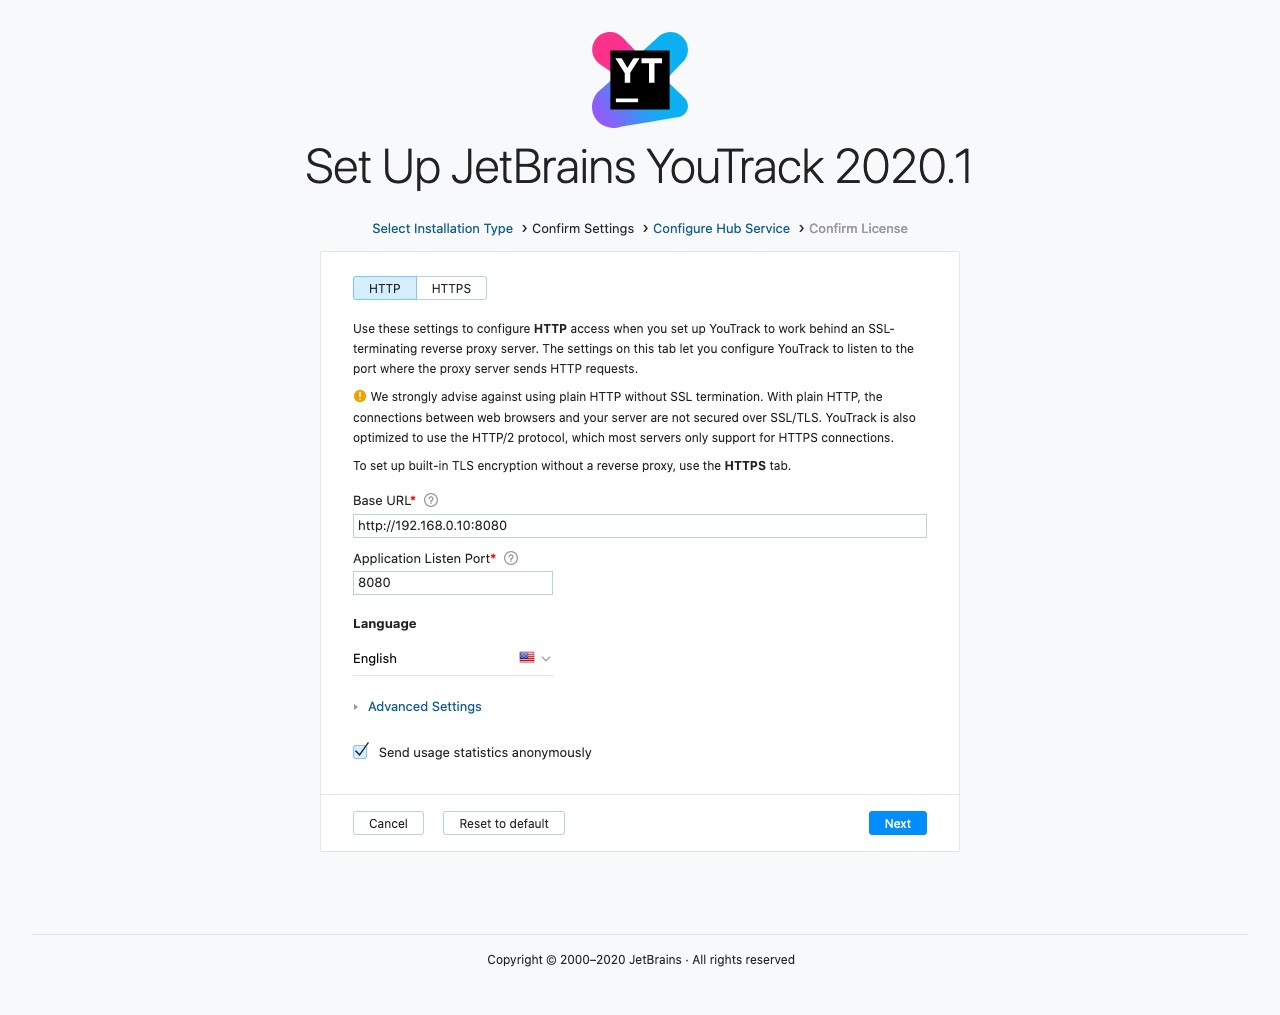 YT
Set Up JetBrains YouTrack 2020.1
Select Installation Type › Confirm Settings › Configure Hub Service › Confirm License
HTTP HTTPS
Use these settings to configure HTTP access when you set up YouTrack to work behind an SSL-
terminating reverse proxy server. The settings on this tab let you configure YouTrack to listen to the
port where the proxy server sends HTTP requests.
We strongly advise against using plain HTTP without SSL termination. With plain HTTP, the
connections between web browsers and your server are not secured over SSL/TLS. YouTrack is also
optimized to use the HTTP/2 protocol, which most servers only support for HTTPS connections.
To set up built-in TLS encryption without a reverse proxy, use the HTTPS tab.
Base URL* ?
http://192.168.0.10:8080
Application Listen Port* ?
8080
Language
English
Advanced Settings
Send usage statistics anonymously
Cancel Reset to default Next
Copyright © 2000–2020 JetBrains · All rights reserved